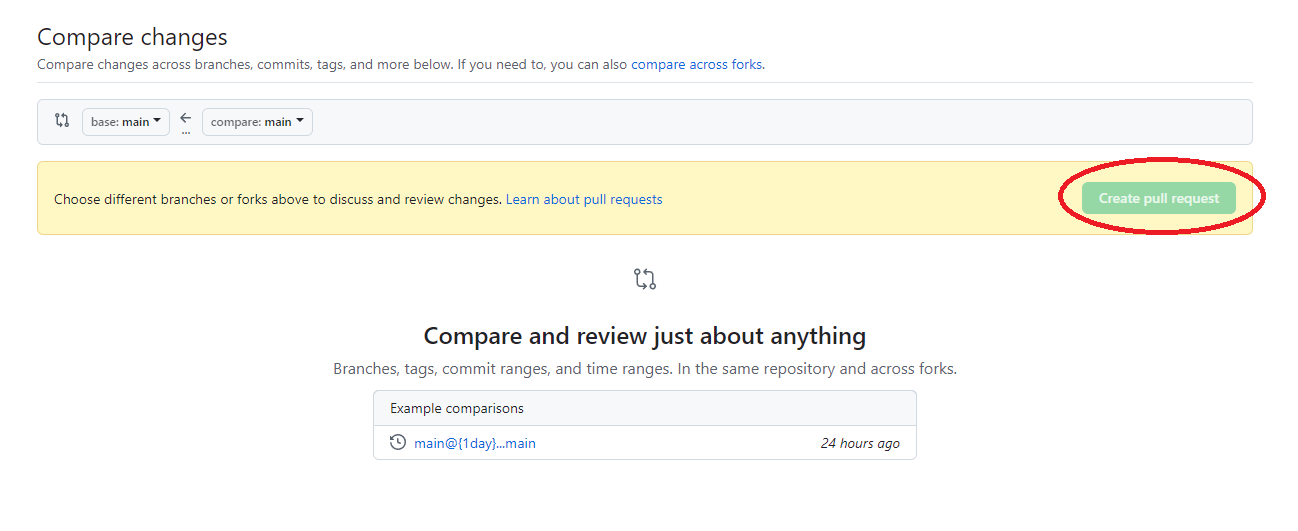 Compare changes
Compare changes across branches, commits, tags, and more below. If you need to, you can also compare across forks.
base: main ... compare: main
Choose different branches or forks above to discuss and review changes. Learn about pull requests Create pull request
Compare and review just about anything
Branches, tags, commit ranges, and time ranges. In the same repository and across forks.
Example comparisons
main@{1day}...main 24 hours ago